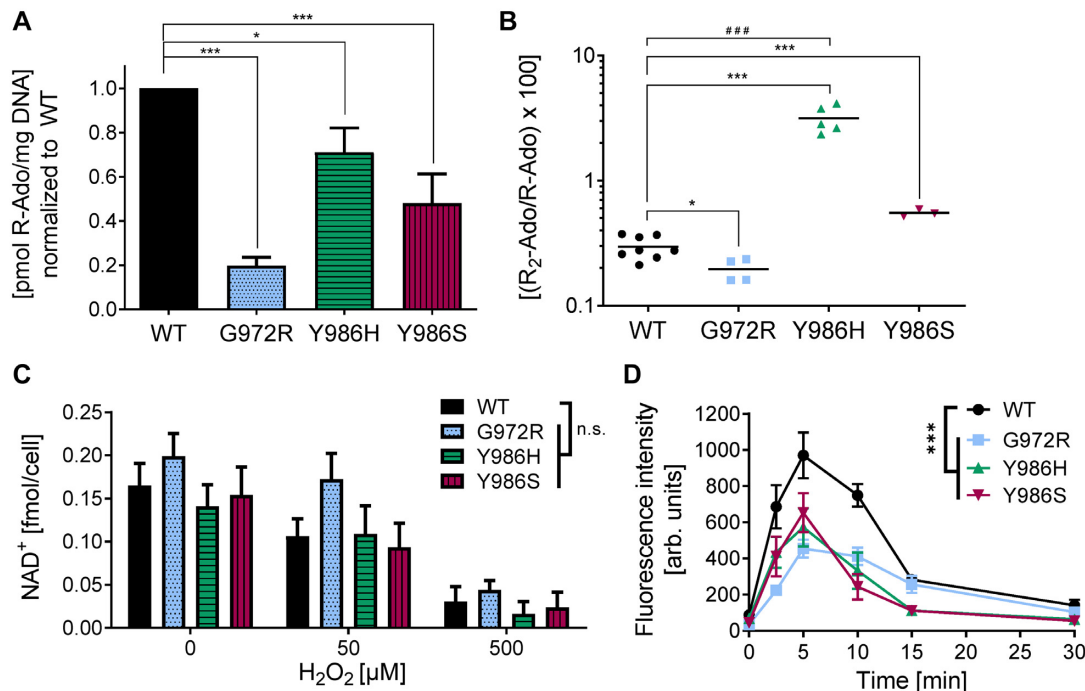 A
***
*
***
[pmol R-Ado/mg DNA]
normalized to WT
1.0
0.8
0.6
0.4
0.2
0.0
WT G972R Y986H Y986S
B
###
***
***
*
[(R₂-Ado/R-Ado) x 100]
10
1
0.1
WT G972R Y986H Y986S
C
NAD⁺ [fmol/cell]
0.20
0.15
0.10
0.05
0.00
0 50 500
H₂O₂ [µM]
WT
G972R
Y986H
Y986S
n.s.
D
Fluorescence intensity
[arb. units]
1200
1000
800
600
400
200
0
0 5 10 15 20 25 30
Time [min]
***
WT
G972R
Y986H
Y986S